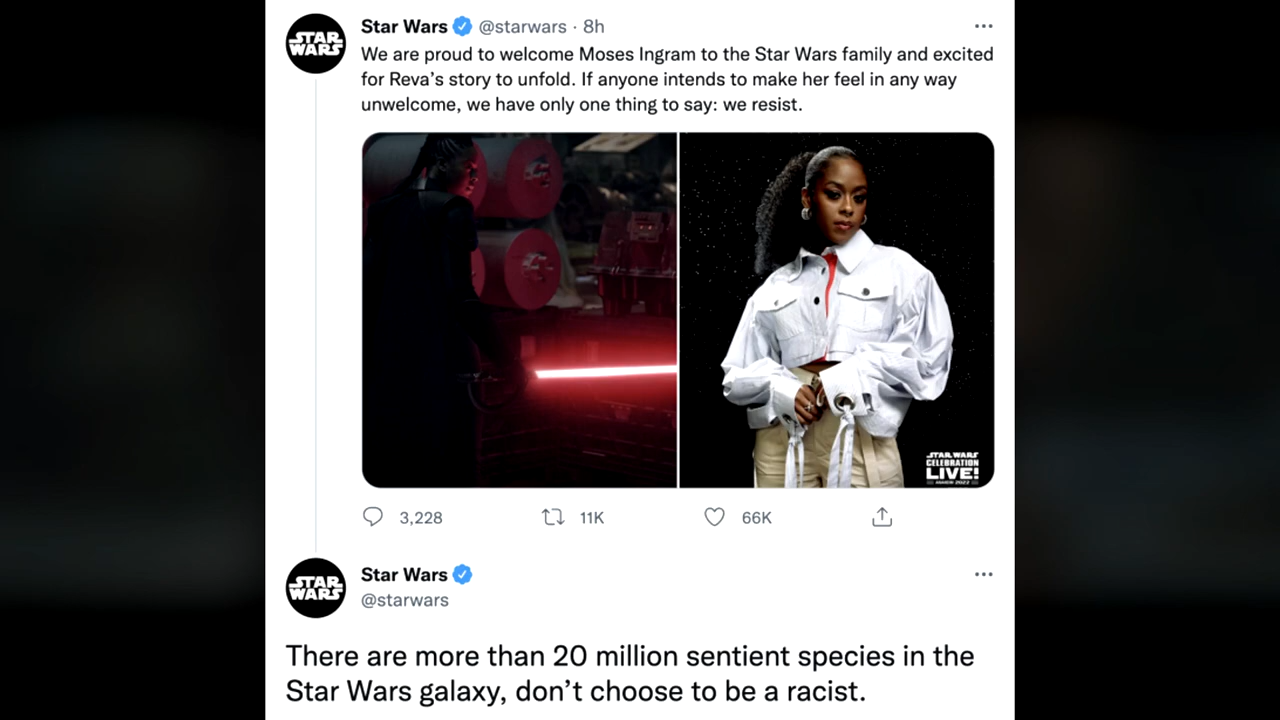 STAR
WARS
Star Wars @starwars · 8h
We are proud to welcome Moses Ingram to the Star Wars family and excited
for Reva’s story to unfold. If anyone intends to make her feel in any way
unwelcome, we have only one thing to say: we resist.
STAR WARS
CELEBRATION
LIVE!
ANAHEIM 2022
3,228
11K
66K
STAR
WARS
Star Wars
@starwars
There are more than 20 million sentient species in the
Star Wars galaxy, don’t choose to be a racist.